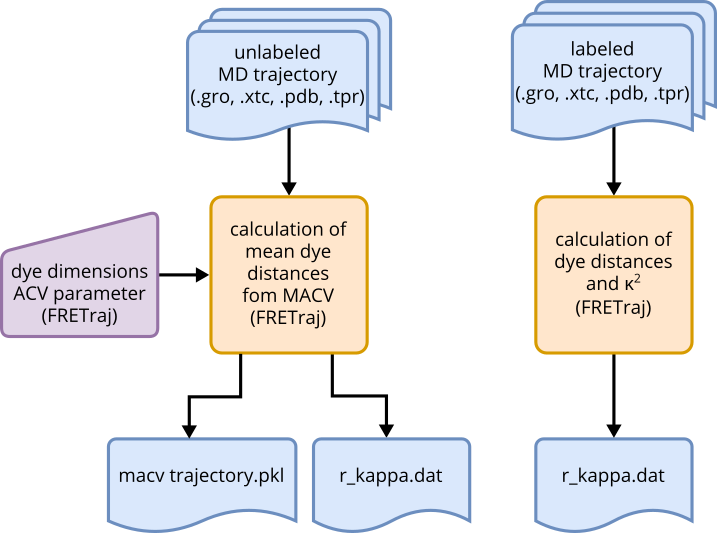 unlabeled
MD trajectory
(.gro, .xtc, .pdb, .tpr)
labeled
MD trajectory
(.gro, .xtc, .pdb, .tpr)
dye dimensions
ACV parameter
(FRETraj)
calculation of
mean dye
distances
fom MACV
(FRETraj)
calculation of
dye distances
and κ²
(FRETraj)
macv trajectory.pkl
r_kappa.dat
r_kappa.dat